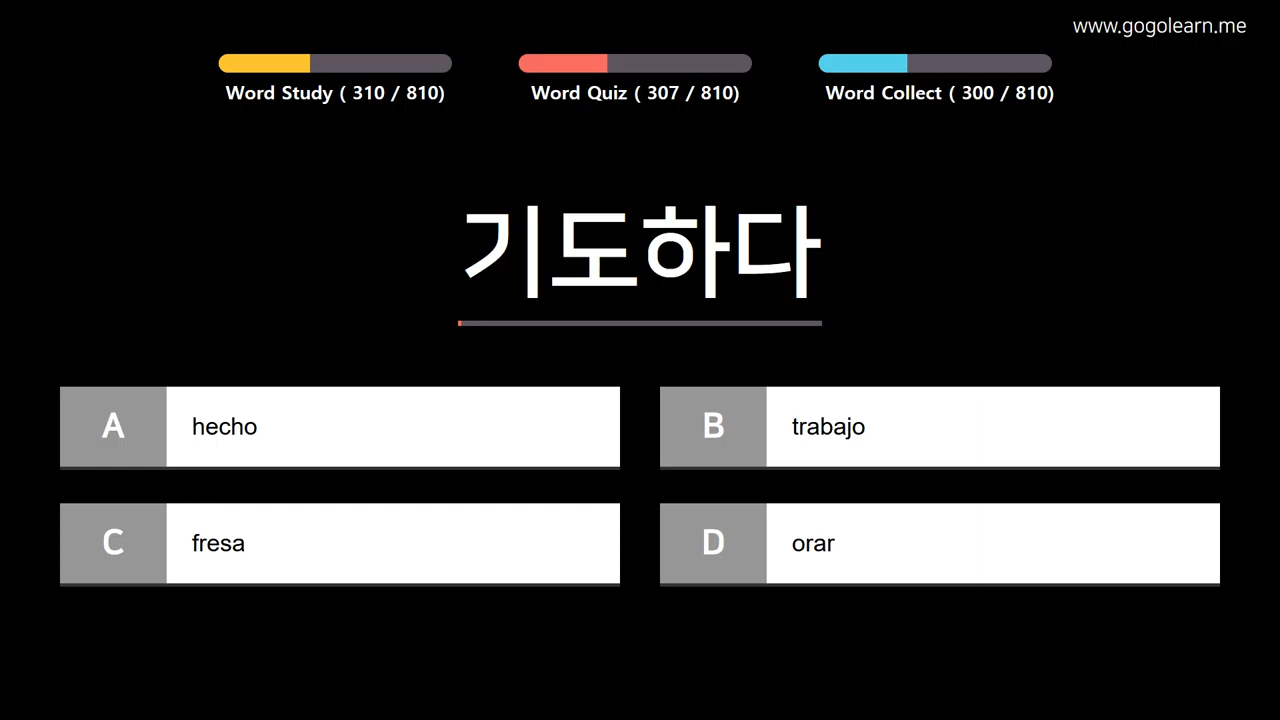 www.gogolearn.me
Word Study ( 310 / 810)
Word Quiz ( 307 / 810)
Word Collect ( 300 / 810)
기도하다
A hecho
B trabajo
C fresa
D orar